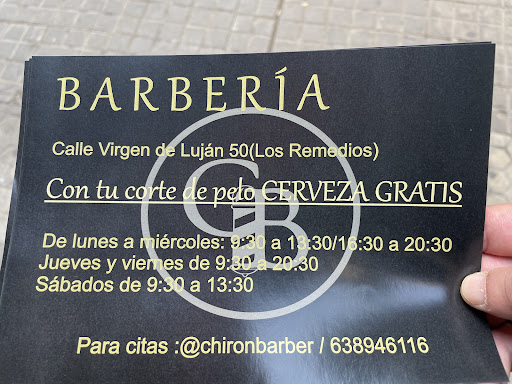 BARBERÍA
Calle Virgen de Luján 50(Los Remedios)
Con tu corte de pelo CERVEZA GRATIS
De lunes a miércoles: 9:30 a 13:30/16:30 a 20:30
Jueves y viernes de 9:30 a 20:30
Sábados de 9:30 a 13:30
CB
Para citas :@chironbarber / 638946116